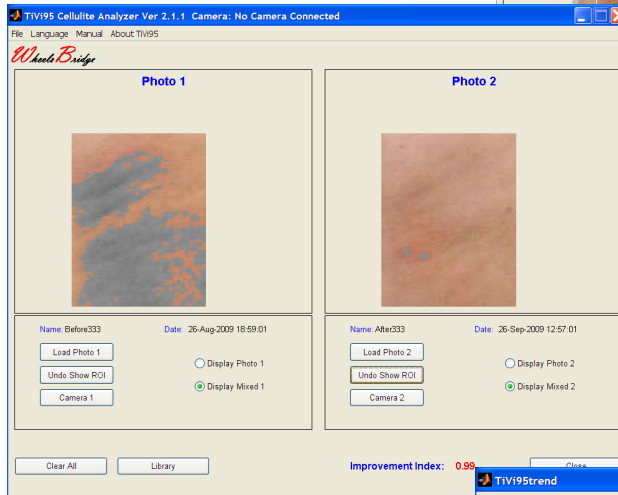 TiVi95 Cellulite Analyzer Ver 2.1.1 Camera: No Camera Connected
File Language Manual About TiVi95
WheelsBridge
Photo 1
Photo 2
Name: Before333 Date: 26-Aug-2009 18:59:01
Name: After333 Date: 26-Sep-2009 12:57:01
Load Photo 1
Display Photo 1
Undo Show ROI
Display Mixed 1
Camera 1
Load Photo 2
Display Photo 2
Undo Show ROI
Display Mixed 2
Camera 2
Clear All Library Improvement Index: 0.99 Close
TiVi95trend